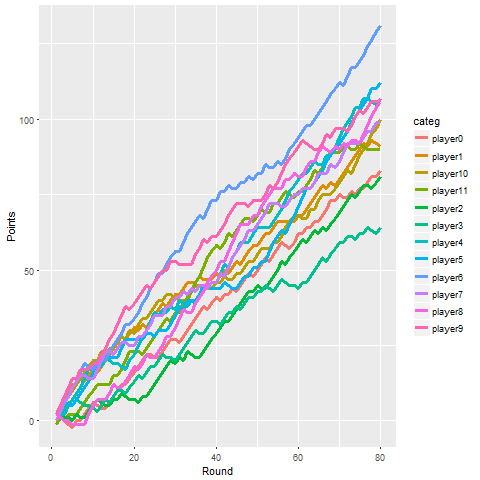 Points
100
50
0
0
20
40
60
80
Round
categ
player0
player1
player10
player11
player2
player3
player4
player5
player6
player7
player8
player9